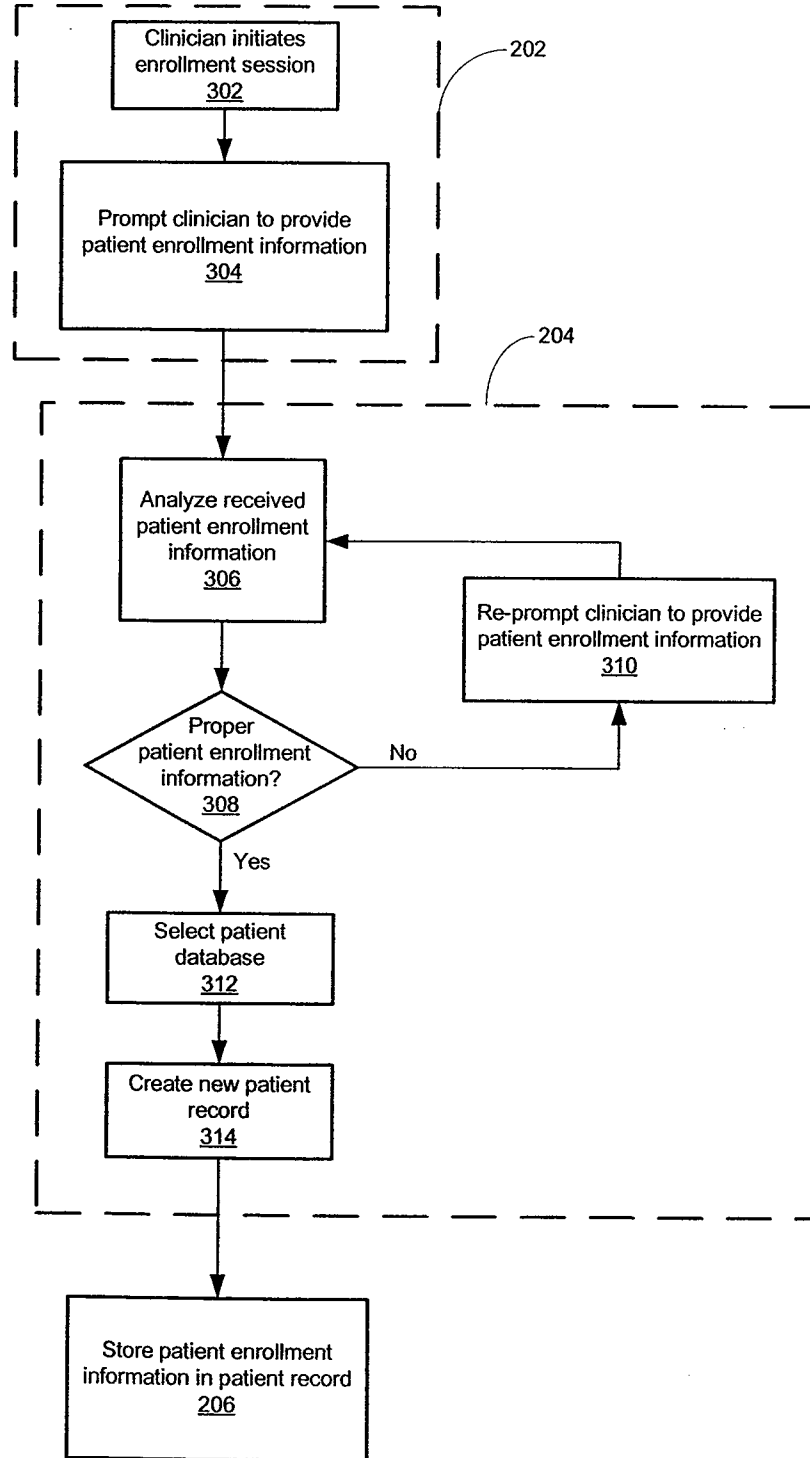 Clinician initiates
enrollment session
302
202
Prompt clinician to provide
patient enrollment information
304
204
Analyze received
patient enrollment
information
306
Re-prompt clinician to provide
patient enrollment information
310
Proper
patient enrollment
information?
308
No
Yes
Select patient
database
312
Create new patient
record
314
Store patient enrollment
information in patient record
206